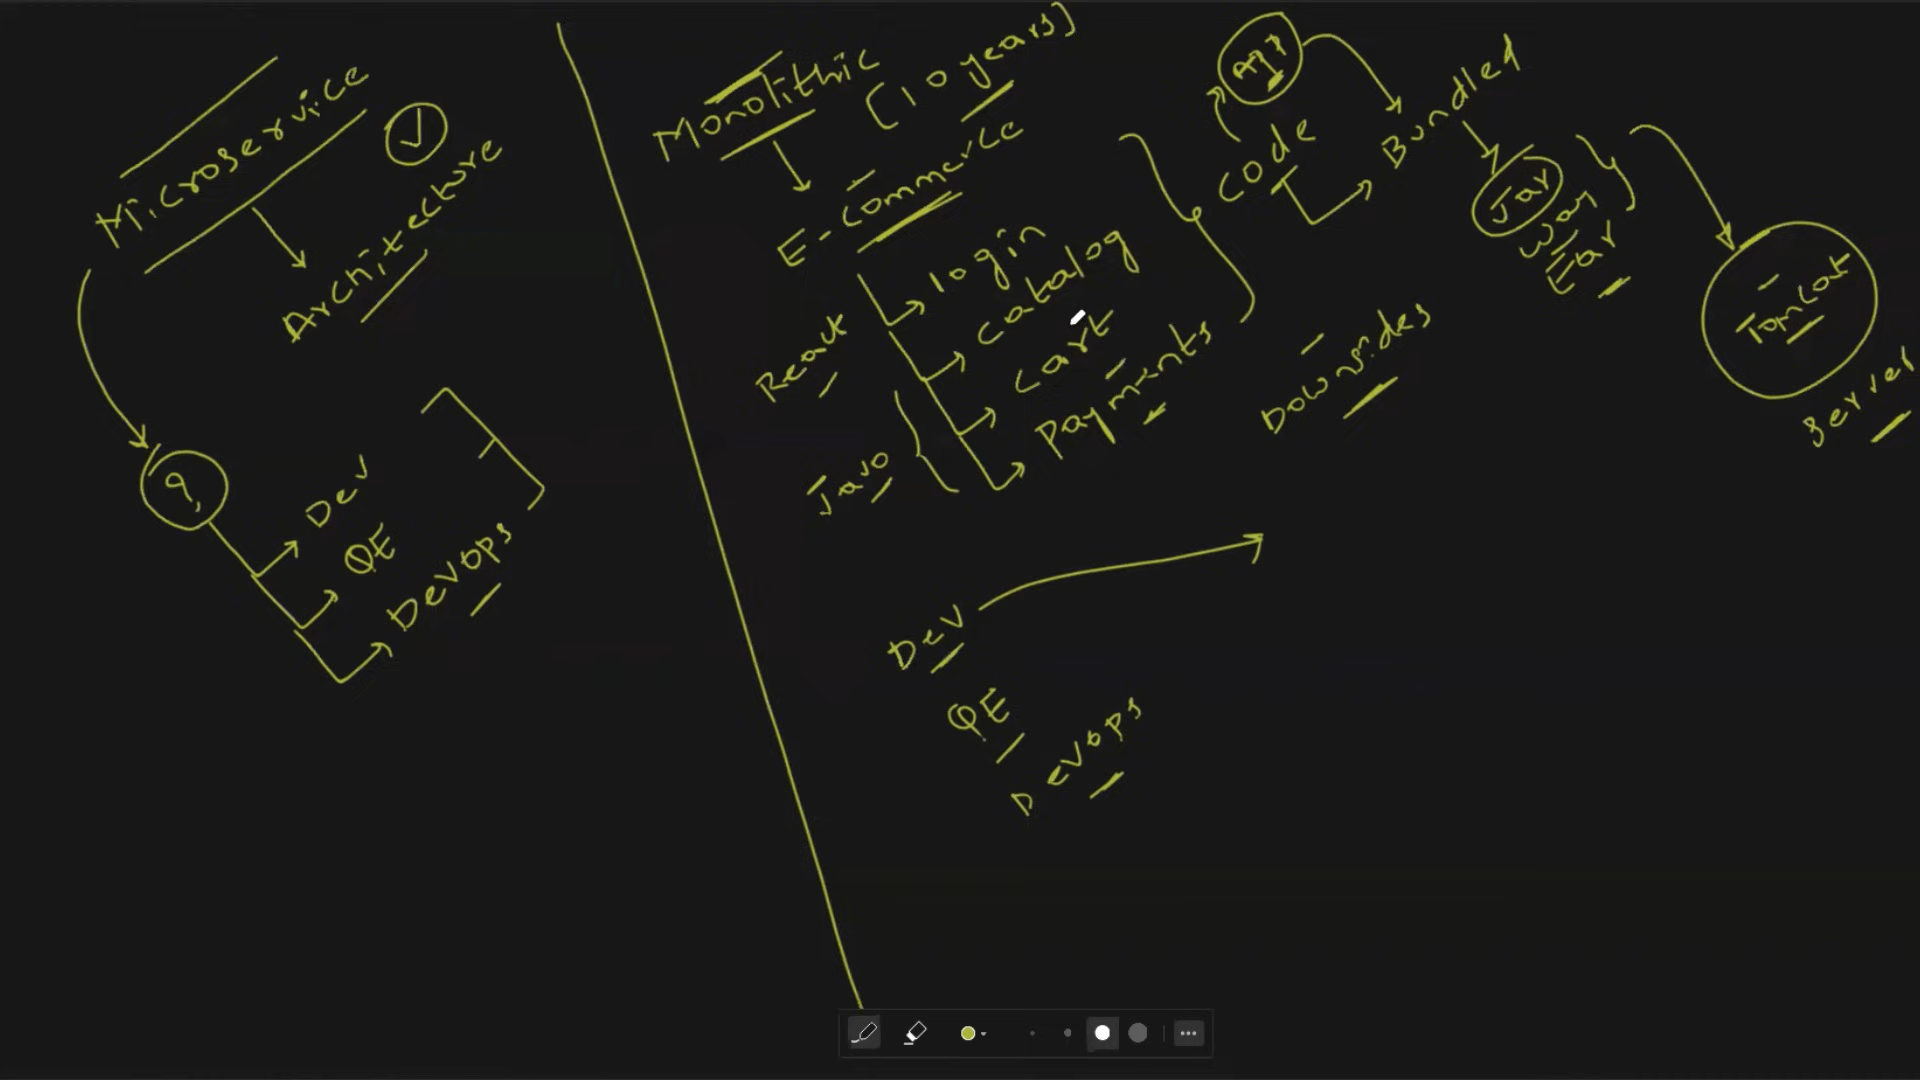 Microservice
Architecture
?
Dev
QE
Devops
Monolithic [10 years]
E-Commerce
login
catalog
cart
payments
React
Java
Code
App
Bundled
Jar
War
Ear
Tomcat
Server
Downsides
Dev
QE
Devops